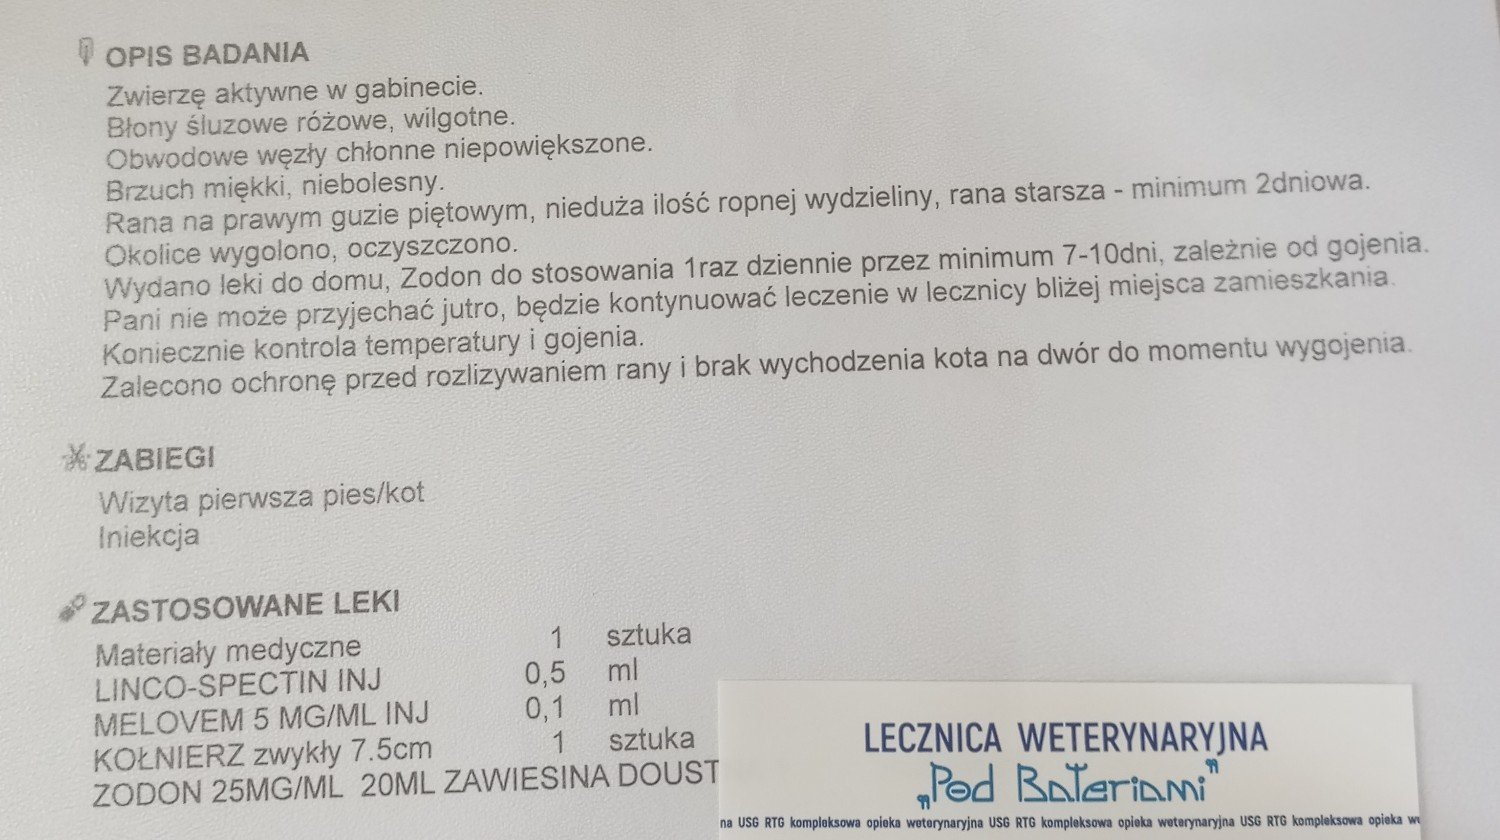 OPIS BADANIA
Zwierzę aktywne w gabinecie.
Błony śluzowe różowe, wilgotne.
Obwodowe węzły chłonne niepowiększone.
Brzuch miękki, niebolesny.
Rana na prawym guzie piętowym, nieduża ilość ropnej wydzieliny, rana starsza - minimum 2dniowa.
Okolice wygolono, oczyszczono.
Wydano leki do domu, Zodon do stosowania 1raz dziennie przez minimum 7-10dni, zależnie od gojenia.
Pani nie może przyjechać jutro, będzie kontynuować leczenie w lecznicy bliżej miejsca zamieszkania.
Koniecznie kontrola temperatury i gojenia.
Zalecono ochronę przed rozlizywaniem rany i brak wychodzenia kota na dwór do momentu wygojenia.
ZABIEGI
Wizyta pierwsza pies/kot
Iniekcja
ZASTOSOWANE LEKI
Materiały medyczne 1 sztuka
LINCO-SPECTIN INJ 0,5 ml
MELOVEM 5 MG/ML INJ 0,1 ml
KOŁNIERZ zwykły 7.5cm 1 sztuka
ZODON 25MG/ML 20ML ZAWIESINA DOUST
LECZNICA WETERYNARYJNA
„Pod Bateriami"
na USG RTG kompleksowa opieka weterynaryjna USG RTG kompleksowa opieka weterynaryjna USG RTG kompleksowa opieka we